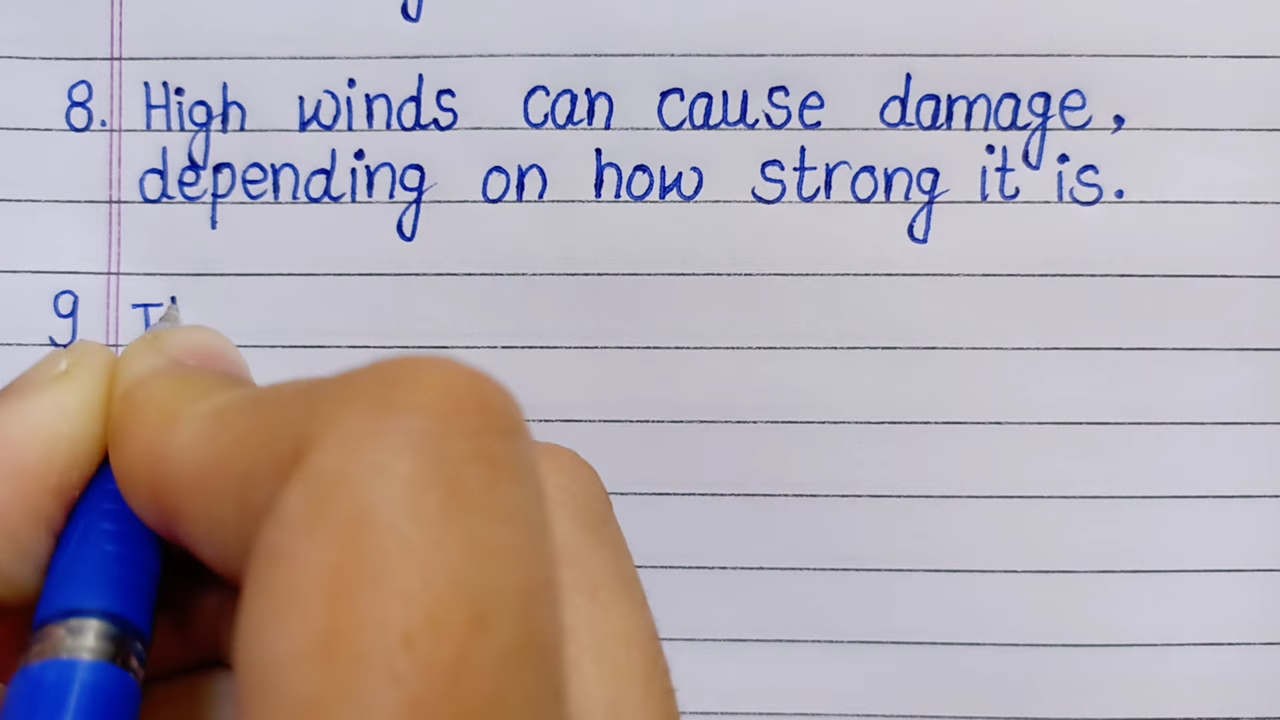 8. High winds can cause damage,
depending on how strong it is.
9